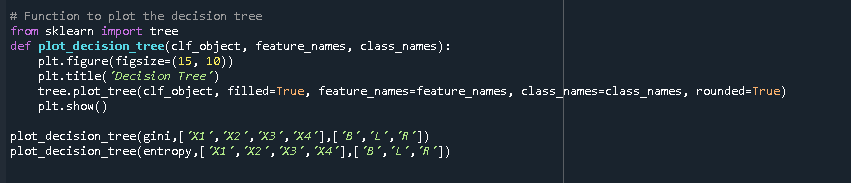 # Function to plot the decision tree
from sklearn import tree
def plot_decision_tree(clf_object, feature_names, class_names):
    plt.figure(figsize=(15, 10))
    plt.title('Decision Tree')
    tree.plot_tree(clf_object, filled=True, feature_names=feature_names, class_names=class_names, rounded=True)
    plt.show()

plot_decision_tree(gini,['X1','X2','X3','X4'],['B','L','R'])
plot_decision_tree(entropy,['X1','X2','X3','X4'],['B','L','R'])